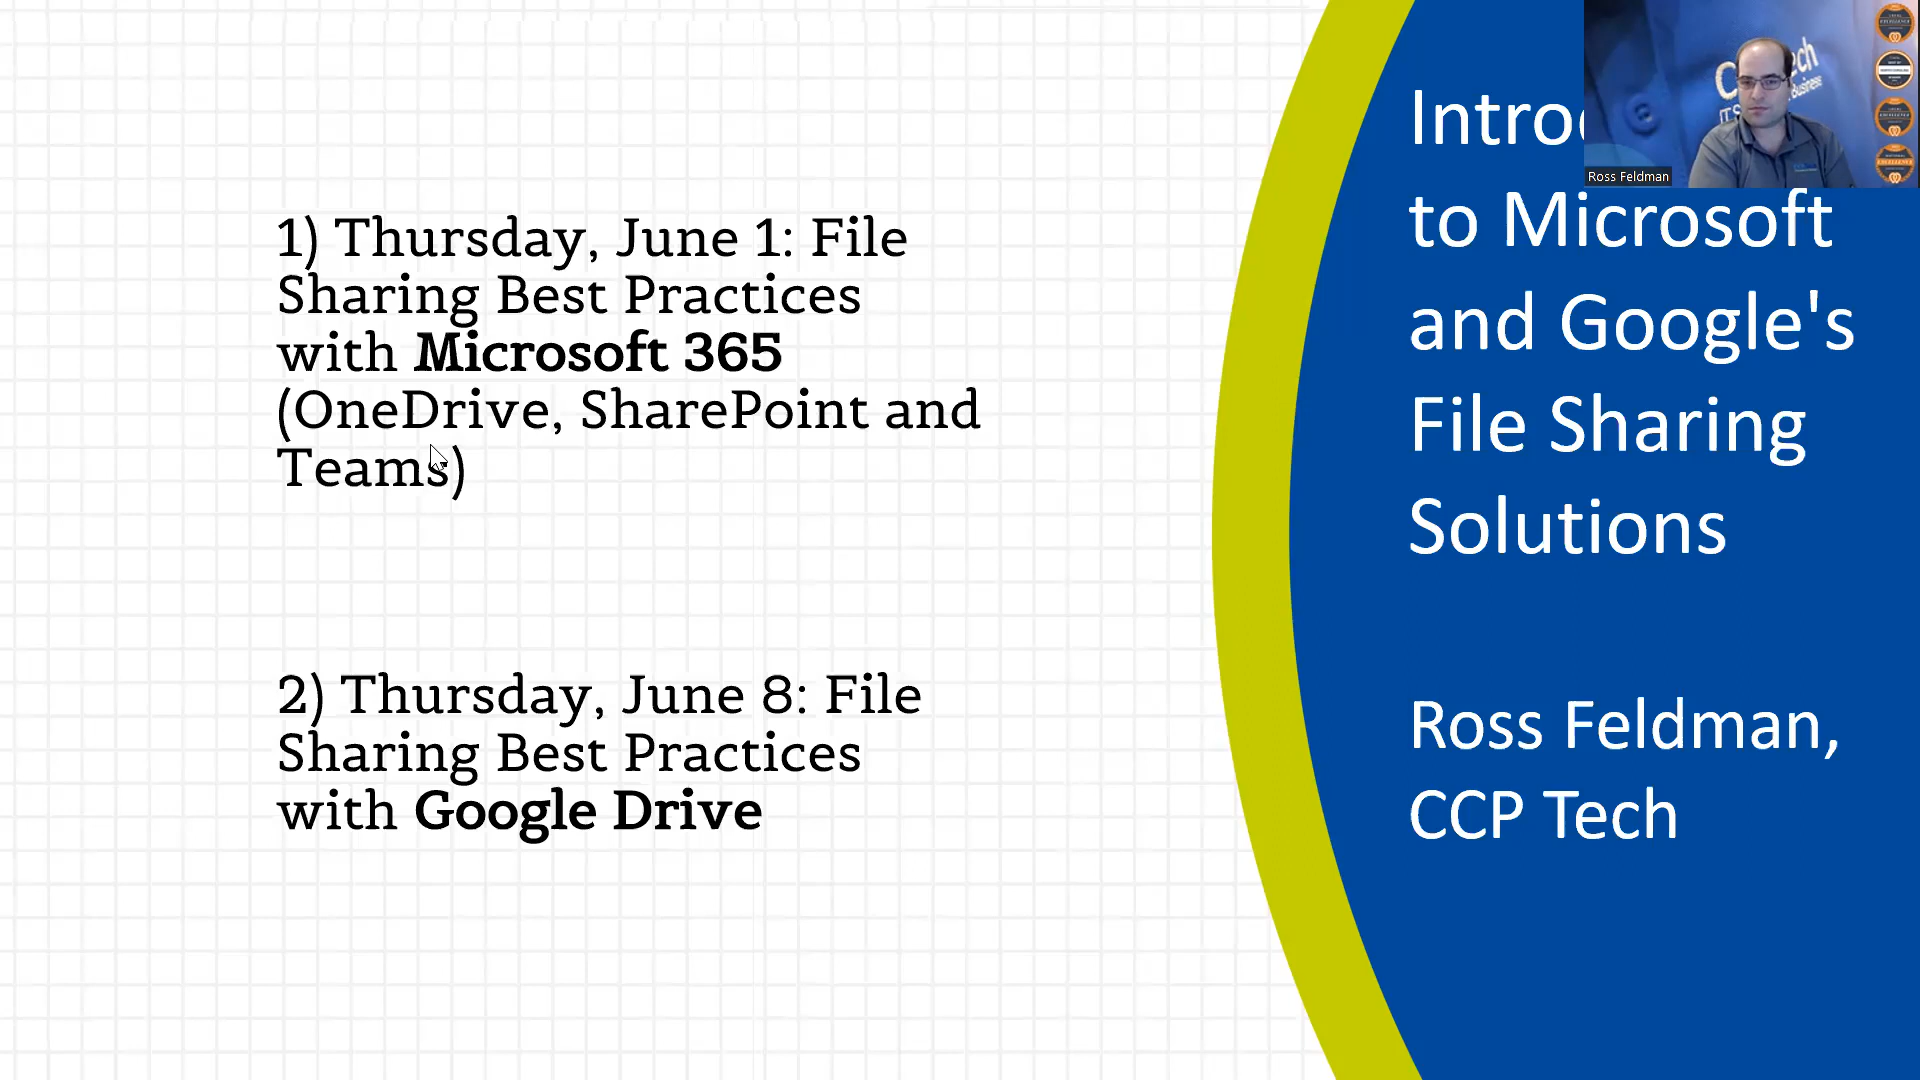 1) Thursday, June 1: File
Sharing Best Practices
with Microsoft 365
(OneDrive, SharePoint and
Teams)
2) Thursday, June 8: File
Sharing Best Practices
with Google Drive
to Microsoft
and Google's
File Sharing
Solutions
Ross Feldman,
CCP Tech
Ross Feldman